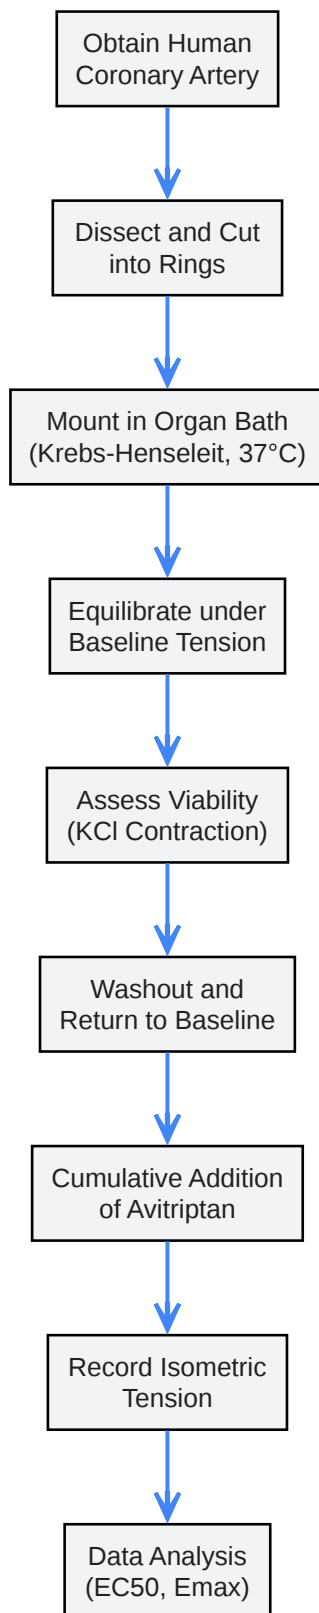 Obtain Human
Coronary Artery
Dissect and Cut
into Rings
Mount in Organ Bath
(Krebs-Henseleit, 37°C)
Equilibrate under
Baseline Tension
Assess Viability
(KCl Contraction)
Washout and
Return to Baseline
Cumulative Addition
of Avitriptan
Record Isometric
Tension
Data Analysis
(EC50, Emax)